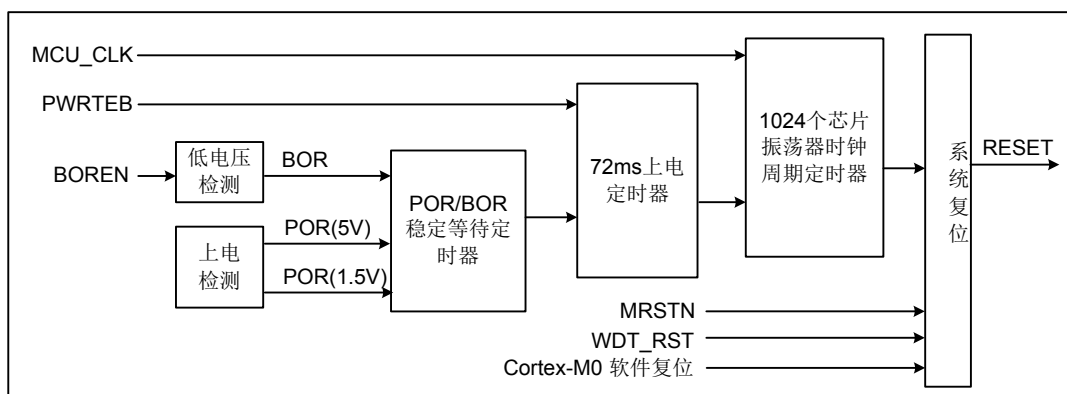 MCU_CLK
PWRTEB
BOREN
低电压
检测
BOR
上电
检测
POR(5V)
POR(1.5V)
POR/BOR
稳定等待定
时器
72ms上电
定时器
1024个芯片
振荡器时钟
周期定时器
系统复位
RESET
MRSTN
WDT_RST
Cortex-M0 软件复位